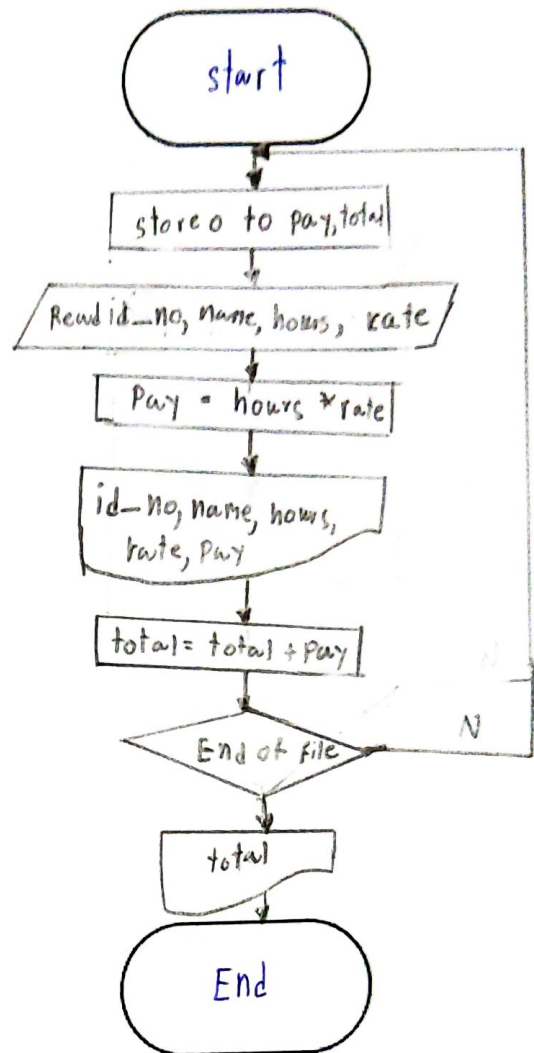 start
store 0 to pay, total
Read id_no, name, hours, rate
Pay = hours * rate
id_no, name, hours,
rate, pay
total = total + pay
End of file
N
total
End